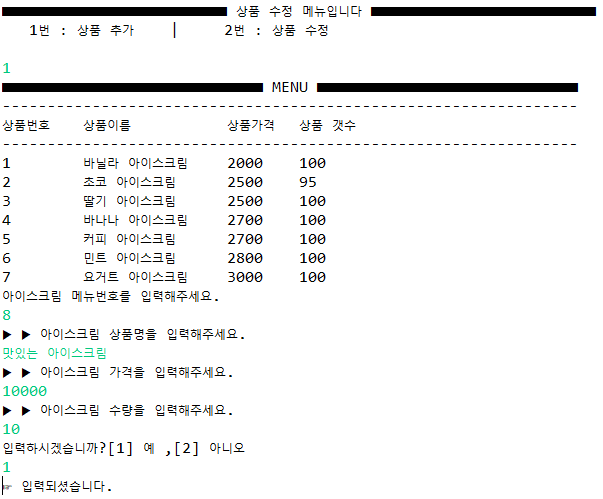 상품 수정 메뉴입니다
1번 : 상품 추가 | 2번 : 상품 수정
1
MENU
상품번호 상품이름 상품가격 상품 갯수
1 바닐라 아이스크림 2000 100
2 초코 아이스크림 2500 95
3 딸기 아이스크림 2500 100
4 바나나 아이스크림 2700 100
5 커피 아이스크림 2700 100
6 민트 아이스크림 2800 100
7 요거트 아이스크림 3000 100
아이스크림 메뉴번호를 입력해주세요.
8
▶ ▶ 아이스크림 상품명을 입력해주세요.
맛있는 아이스크림
▶ ▶ 아이스크림 가격을 입력해주세요.
10000
▶ ▶ 아이스크림 수량을 입력해주세요.
10
입력하시겠습니까?[1] 예 ,[2] 아니오
1
☞ 입력되셨습니다.